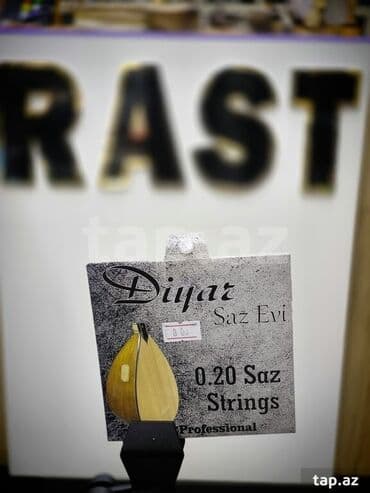 RAST
tap.az
Diyar
Saz Evi
0.20 Saz
Strings
Professional
tap.az